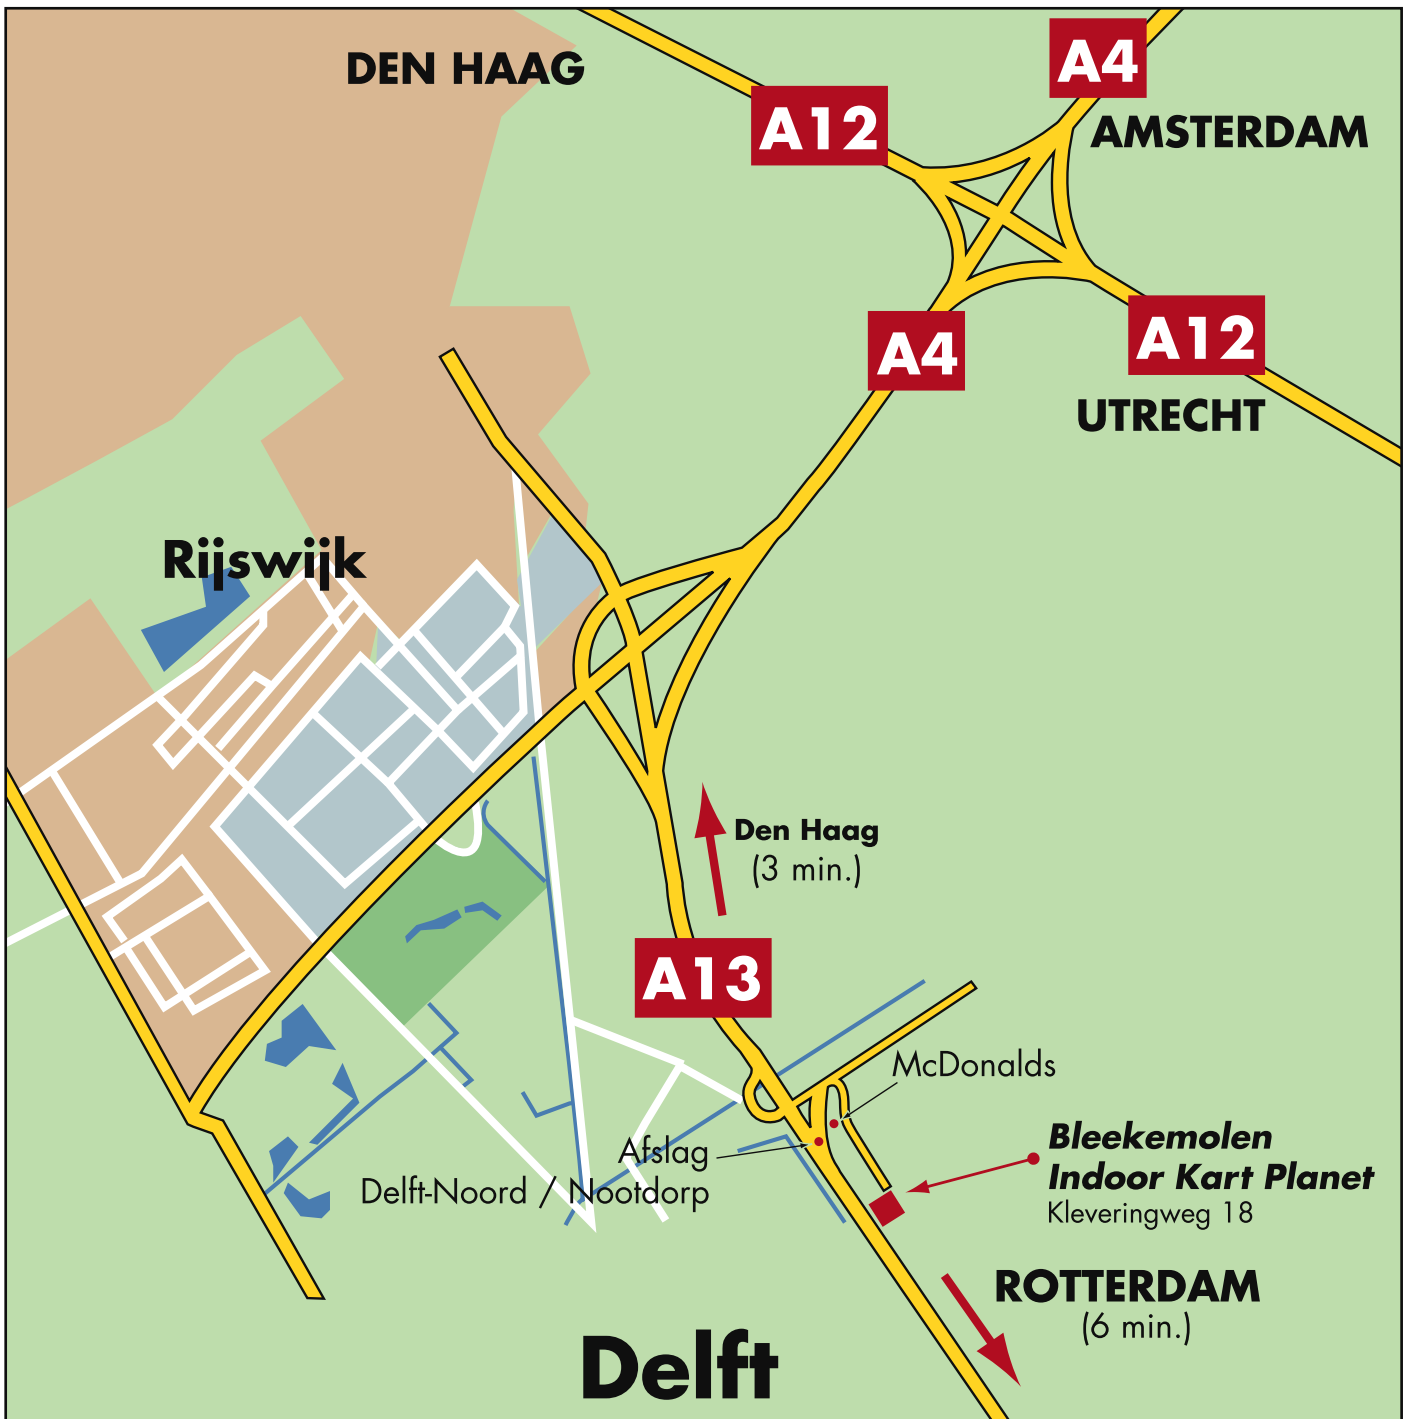 DEN HAAG
A4
A12
AMSTERDAM
A12
A4
UTRECHT
Rijswijk
Den Haag
(3 min.)
A13
McDonalds
Afslag
Delft-Noord / Nootdorp
Bleekemolen
Indoor Kart Planet
Kleveringweg 18
ROTTERDAM
(6 min.)
Delft